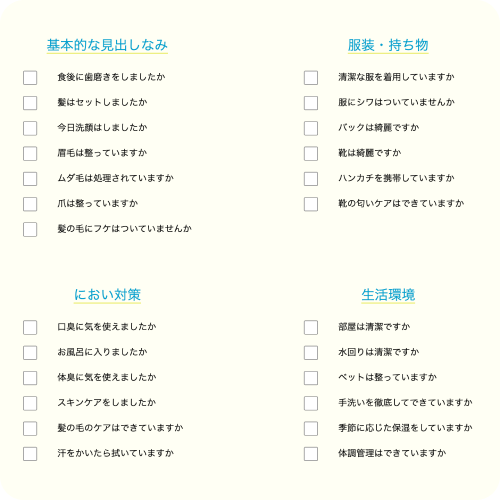 基本的な見出しなみ
食後に歯磨きをしましたか
髪はセットしましたか
今日洗顔はしましたか
眉毛は整っていますか
ムダ毛は処理されていますか
爪は整っていますか
髪の毛にフケはついていませんか
服装・持ち物
清潔な服を着用していますか
服にシワはついていませんか
バックは綺麗ですか
靴は綺麗ですか
ハンカチを携帯していますか
靴の匂いケアはできていますか
におい対策
口臭に気を使えましたか
お風呂に入りましたか
体臭に気を使えましたか
スキンケアをしましたか
髪の毛のケアはできていますか
汗をかいたら拭いていますか
生活環境
部屋は清潔ですか
水回りは清潔ですか
ベットは整っていますか
手洗いを徹底してできていますか
季節に応じた保湿をしていますか
体調管理はできていますか